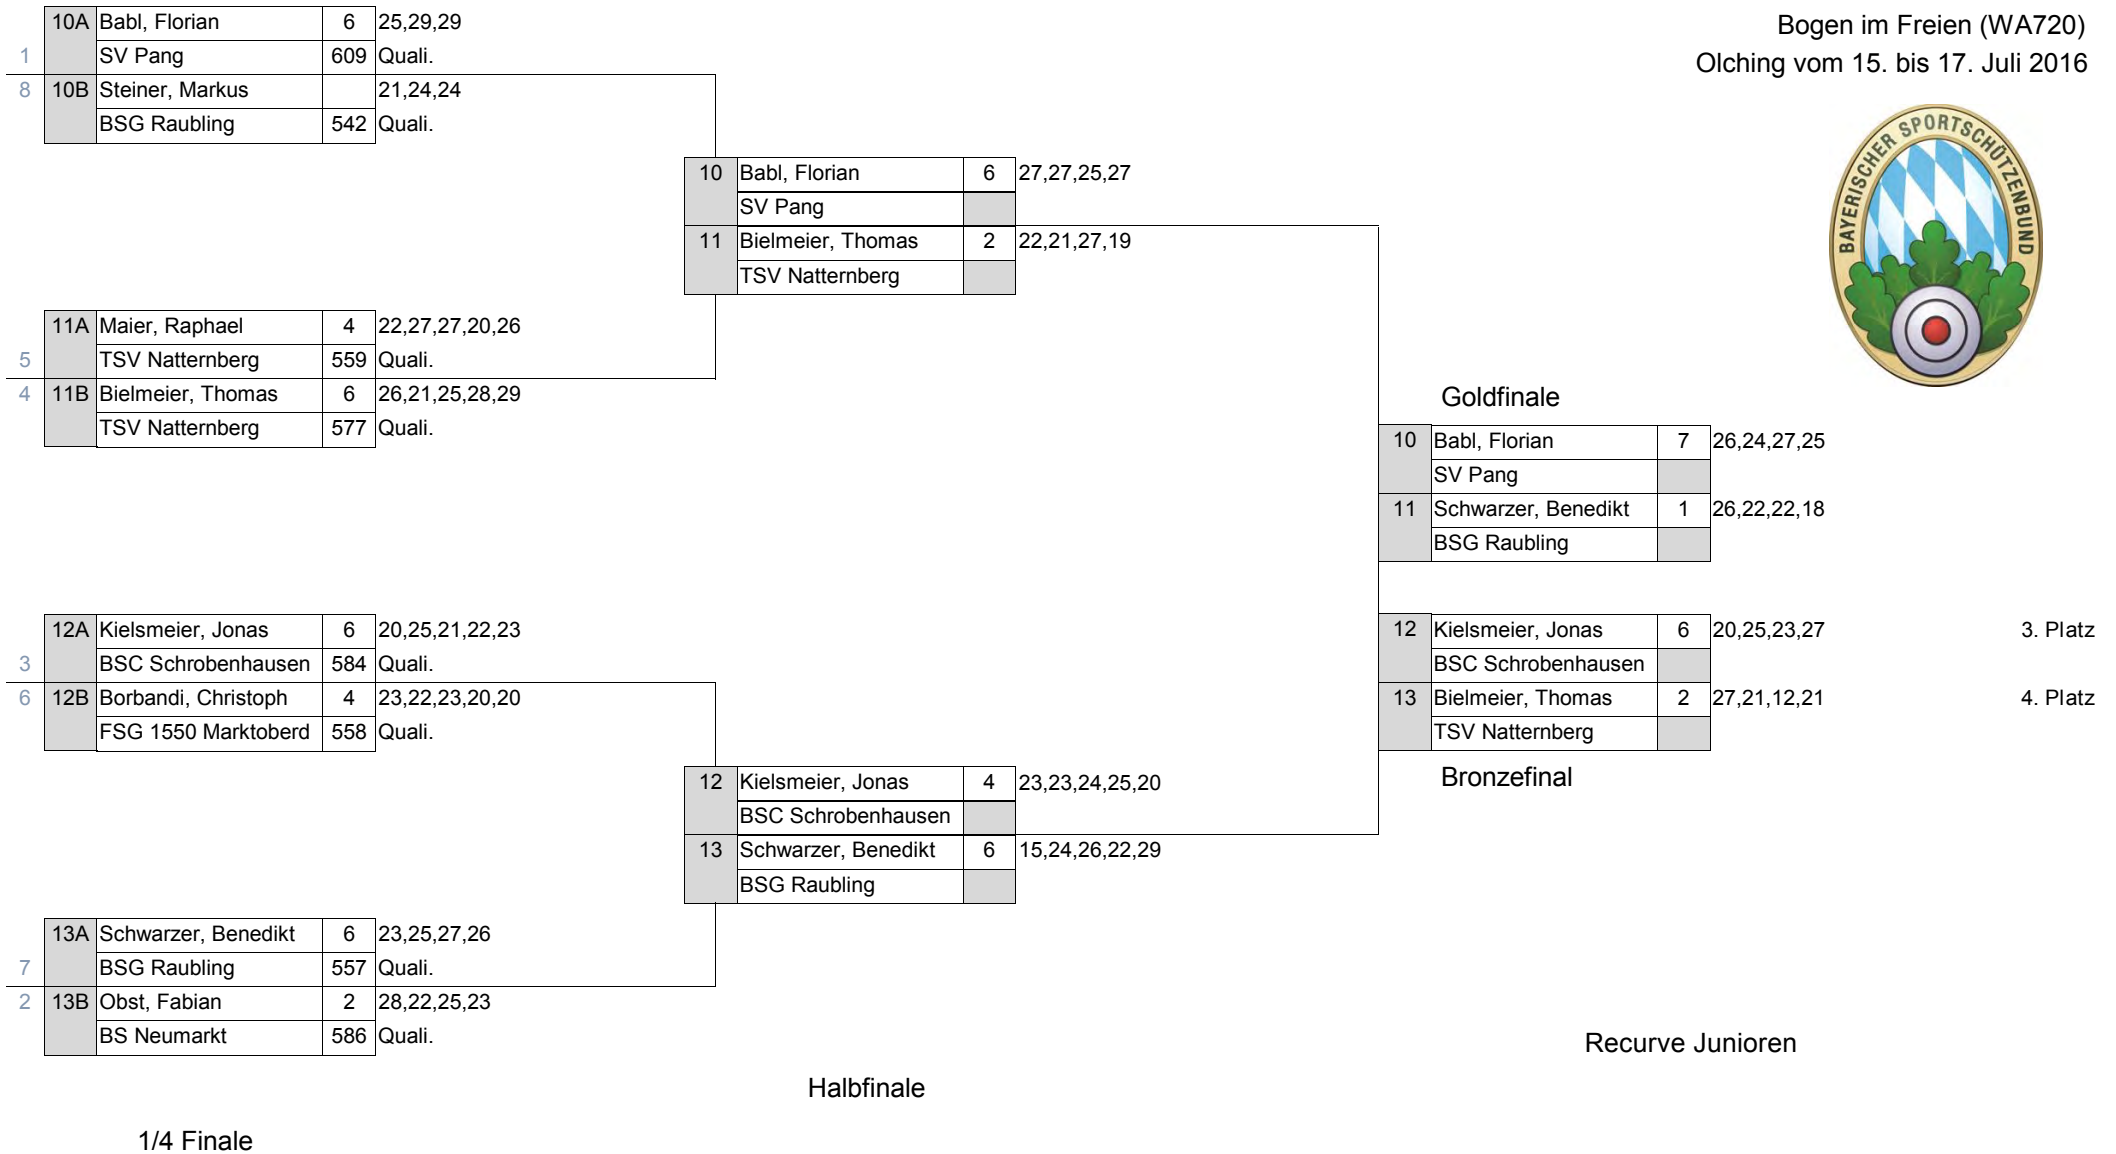 Bogen im Freien (WA720)
Olching vom 15. bis 17. Juli 2016
BAYERISCHER SPORTSCHÜTZENBUND
10A Babl, Florian 6 25,29,29
1 SV Pang 609 Quali.
8 10B Steiner, Markus 21,24,24
BSG Raubling 542 Quali.
11A Maier, Raphael 4 22,27,27,20,26
5 TSV Natternberg 559 Quali.
4 11B Bielmeier, Thomas 6 26,21,25,28,29
TSV Natternberg 577 Quali.
12A Kielsmeier, Jonas 6 20,25,21,22,23
3 BSC Schrobenhausen 584 Quali.
6 12B Borbandi, Christoph 4 23,22,23,20,20
FSG 1550 Marktoberd 558 Quali.
13A Schwarzer, Benedikt 6 23,25,27,26
7 BSG Raubling 557 Quali.
2 13B Obst, Fabian 2 28,22,25,23
BS Neumarkt 586 Quali.
1/4 Finale
10 Babl, Florian 6 27,27,25,27
SV Pang
11 Bielmeier, Thomas 2 22,21,27,19
TSV Natternberg
12 Kielsmeier, Jonas 4 23,23,24,25,20
BSC Schrobenhausen
13 Schwarzer, Benedikt 6 15,24,26,22,29
BSG Raubling
Halbfinale
Goldfinale
10 Babl, Florian 7 26,24,27,25
SV Pang
11 Schwarzer, Benedikt 1 26,22,22,18
BSG Raubling
12 Kielsmeier, Jonas 6 20,25,23,27 3. Platz
BSC Schrobenhausen
13 Bielmeier, Thomas 2 27,21,12,21 4. Platz
TSV Natternberg
Bronzefinal
Recurve Junioren